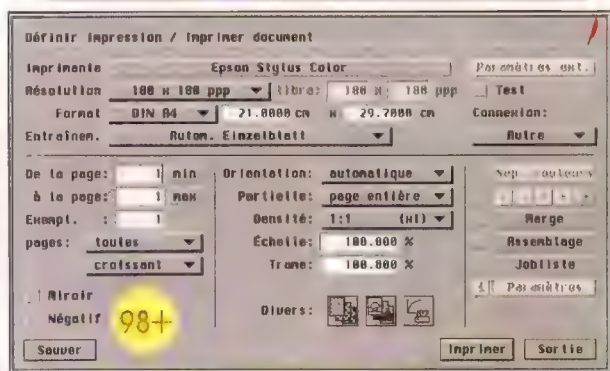 Définir impression / Imprimer document
Imprimante Epson Stylus Color Paramètres ext.
Résolution 180 x 180 ppp libre: 180 x 180 ppp Test
Format DIN A4 21.0000 cm x 29.7000 cm Connexion:
Entraînem. Autom. Einzelblatt Autre
De la page: 1 min Orientation: automatique Sep. couleurs
à la page: 1 max Partielle: page entière
Exempl. : 1 Densité: 1:1 (HI) Marge
pages: toutes Échelle: 100.000 % Assemblage
croissant Trame: 100.000 % Jobliste
Paramètres
Miroir
Négatif 98+ Divers:
Sauver Imprimer Sortie